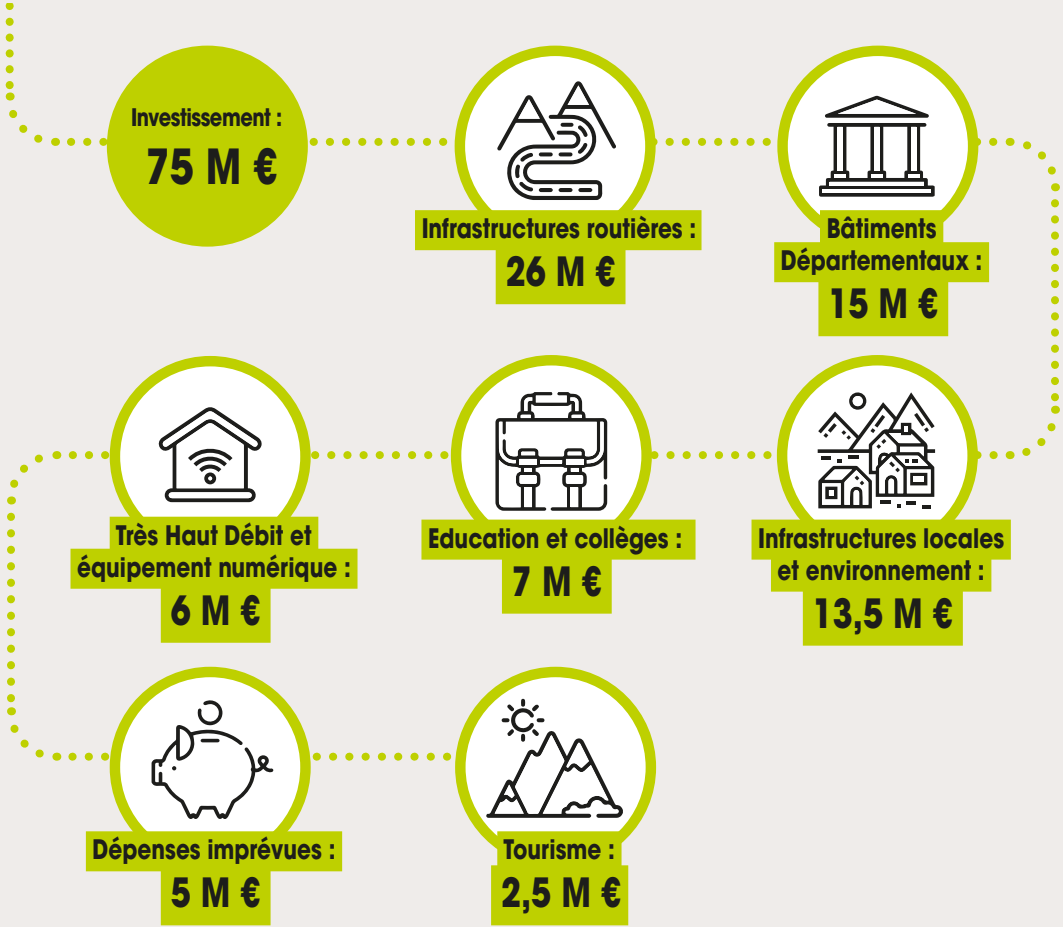 Investissement :
75 M €
Infrastructures routières :
26 M €
Bâtiments
Départementaux :
15 M €
Très Haut Débit et
équipement numérique :
6 M €
Education et collèges :
7 M €
Infrastructures locales
et environnement :
13,5 M €
Dépenses imprévues :
5 M €
Tourisme :
2,5 M €